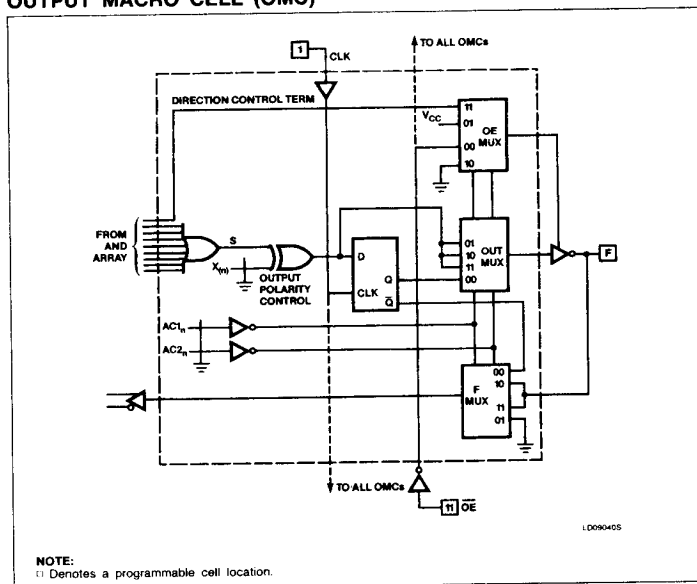 OUTPUT MACRO CELL (OMC)
TO ALL OMCs
1
CLK
DIRECTION CONTROL TERM
VCC
11
01
00
10
OE
MUX
FROM
AND
ARRAY
S
X(n)
OUTPUT
POLARITY
CONTROL
D
Q
CLK
Q̅
01
10
11
00
OUT
MUX
F
AC1n
AC2n
00
10
11
01
F
MUX
TO ALL OMCs
11 O̅E̅
LD09040S
NOTE:
□ Denotes a programmable cell location.